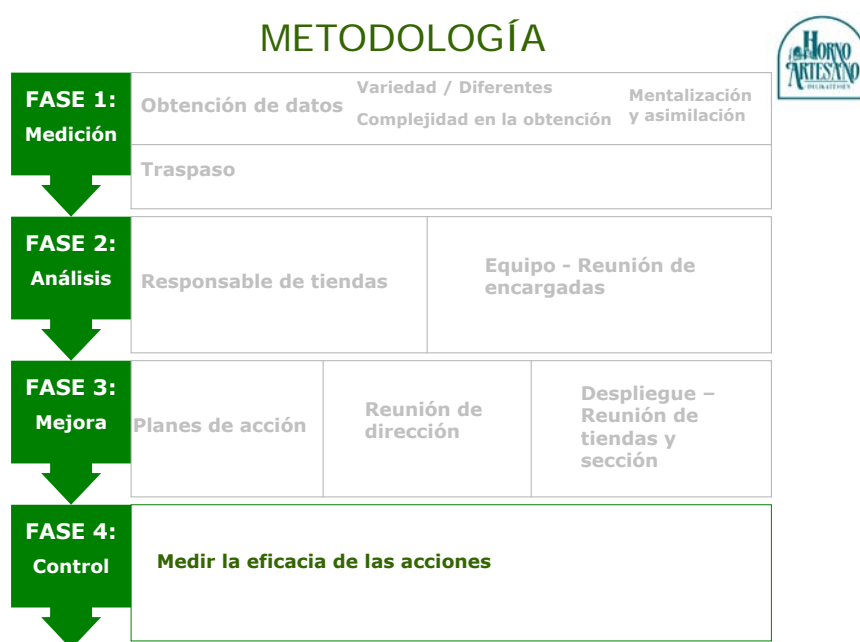 METODOLOGÍA
HORNO
ARTESANO
DELIKATESSEN
FASE 1:
Medición
Obtención de datos
Variedad / Diferentes
Complejidad en la obtención
Mentalización
y asimilación
Traspaso
FASE 2:
Análisis
Responsable de tiendas
Equipo - Reunión de
encargadas
FASE 3:
Mejora
Planes de acción
Reunión de
dirección
Despliegue –
Reunión de
tiendas y
sección
FASE 4:
Control
Medir la eficacia de las acciones